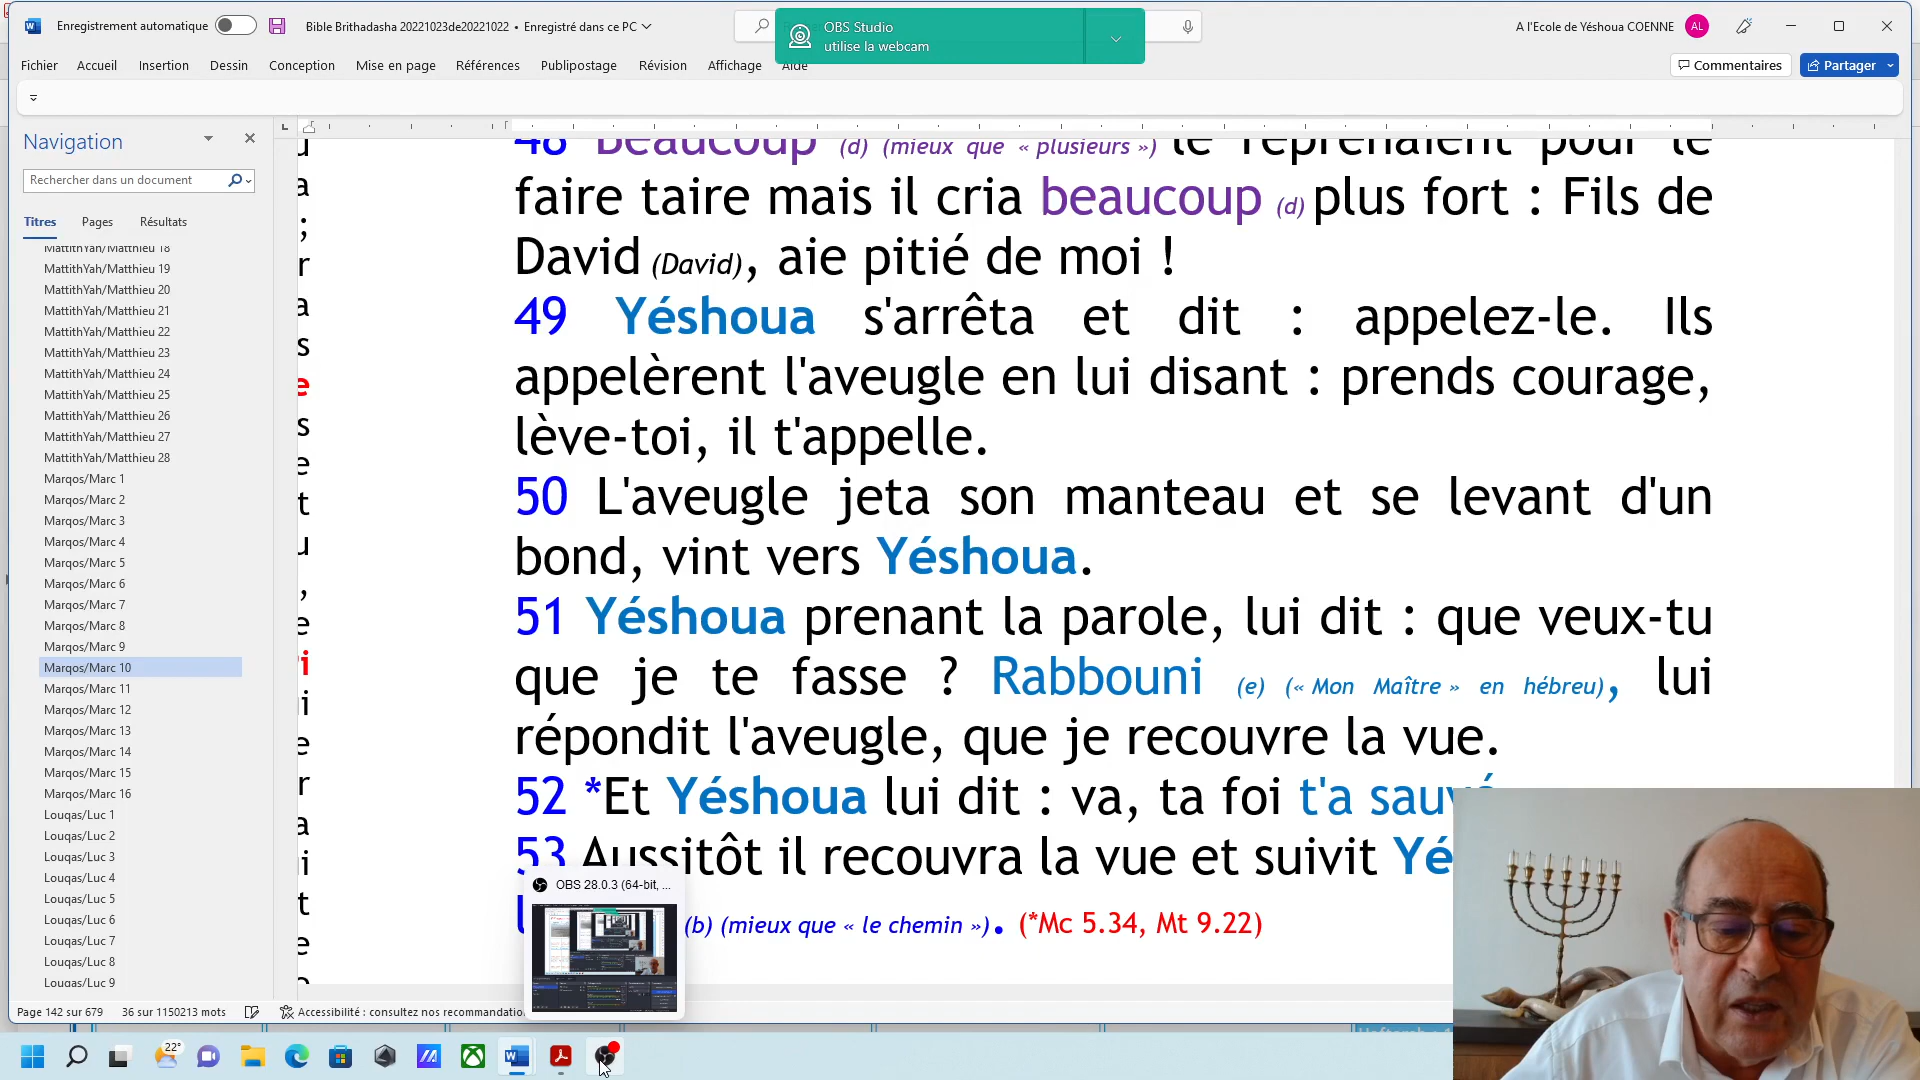 Enregistrement automatique
Bible Brithadasha 20221023de20221022 • Enregistré dans ce PC
OBS Studio
utilise la webcam
A l'Ecole de Yéshoua COENNE
AL
Fichier Accueil Insertion Dessin Conception Mise en page Références Publipostage Révision Affichage Aide
Commentaires
Partager
Navigation
Rechercher dans un document
Titres Pages Résultats
MattithYah/Matthieu 18
MattithYah/Matthieu 19
MattithYah/Matthieu 20
MattithYah/Matthieu 21
MattithYah/Matthieu 22
MattithYah/Matthieu 23
MattithYah/Matthieu 24
MattithYah/Matthieu 25
MattithYah/Matthieu 26
MattithYah/Matthieu 27
MattithYah/Matthieu 28
Marqos/Marc 1
Marqos/Marc 2
Marqos/Marc 3
Marqos/Marc 4
Marqos/Marc 5
Marqos/Marc 6
Marqos/Marc 7
Marqos/Marc 8
Marqos/Marc 9
Marqos/Marc 10
Marqos/Marc 11
Marqos/Marc 12
Marqos/Marc 13
Marqos/Marc 14
Marqos/Marc 15
Marqos/Marc 16
Louqas/Luc 1
Louqas/Luc 2
Louqas/Luc 3
Louqas/Luc 4
Louqas/Luc 5
Louqas/Luc 6
Louqas/Luc 7
Louqas/Luc 8
Louqas/Luc 9
48 Beaucoup (d) (mieux que « plusieurs ») le reprenaient pour le
faire taire mais il cria beaucoup (d) plus fort : Fils de
David (David), aie pitié de moi !
49 Yéshoua s'arrêta et dit : appelez-le. Ils
appelèrent l'aveugle en lui disant : prends courage,
lève-toi, il t'appelle.
50 L'aveugle jeta son manteau et se levant d'un
bond, vint vers Yéshoua.
51 Yéshoua prenant la parole, lui dit : que veux-tu
que je te fasse ? Rabbouni (e) (« Mon Maître » en hébreu), lui
répondit l'aveugle, que je recouvre la vue.
52 *Et Yéshoua lui dit : va, ta foi t'a sauvé
53 Aussitôt il recouvra la vue et suivit Yé
(b) (mieux que « le chemin »). (*Mc 5.34, Mt 9.22)
OBS 28.0.3 (64-bit, ...
Page 142 sur 679 36 sur 1150213 mots Accessibilité : consultez nos recommandatio
22°